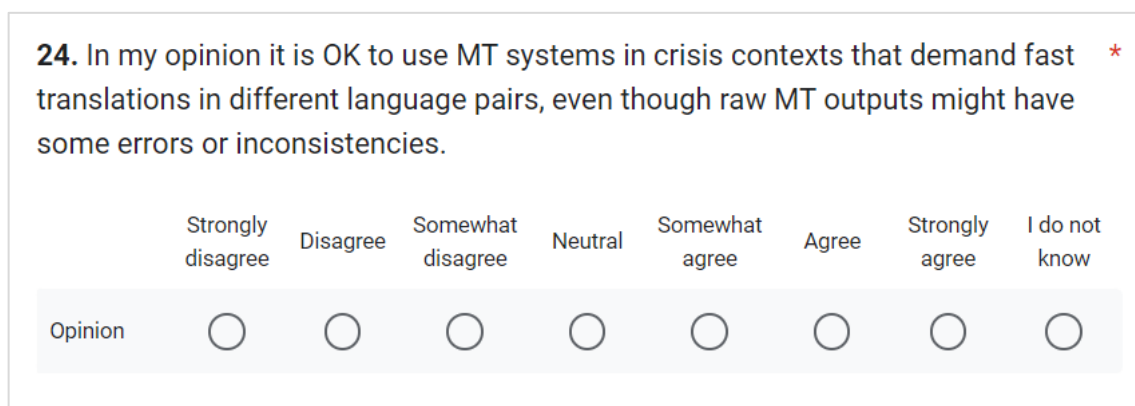 24. In my opinion it is OK to use MT systems in crisis contexts that demand fast *
translations in different language pairs, even though raw MT outputs might have
some errors or inconsistencies.
Strongly disagree Disagree Somewhat disagree Neutral Somewhat agree Agree Strongly agree I do not know
Opinion